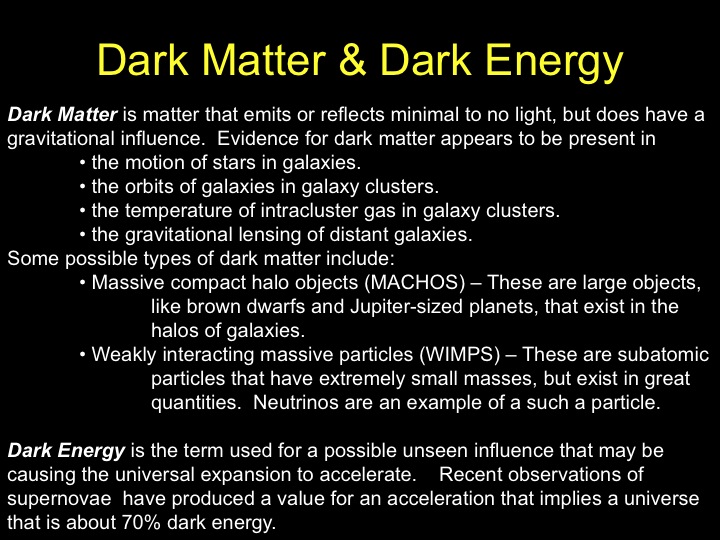 Dark Matter & Dark Energy
Dark Matter is matter that emits or reflects minimal to no light, but does have a
gravitational influence.  Evidence for dark matter appears to be present in
• the motion of stars in galaxies.
• the orbits of galaxies in galaxy clusters.
• the temperature of intracluster gas in galaxy clusters.
• the gravitational lensing of distant galaxies.
Some possible types of dark matter include:
• Massive compact halo objects (MACHOS) – These are large objects,
like brown dwarfs and Jupiter-sized planets, that exist in the
halos of galaxies.
• Weakly interacting massive particles (WIMPS) – These are subatomic
particles that have extremely small masses, but exist in great
quantities.  Neutrinos are an example of a such a particle.
Dark Energy is the term used for a possible unseen influence that may be
causing the universal expansion to accelerate.    Recent observations of
supernovae  have produced a value for an acceleration that implies a universe
that is about 70% dark energy.